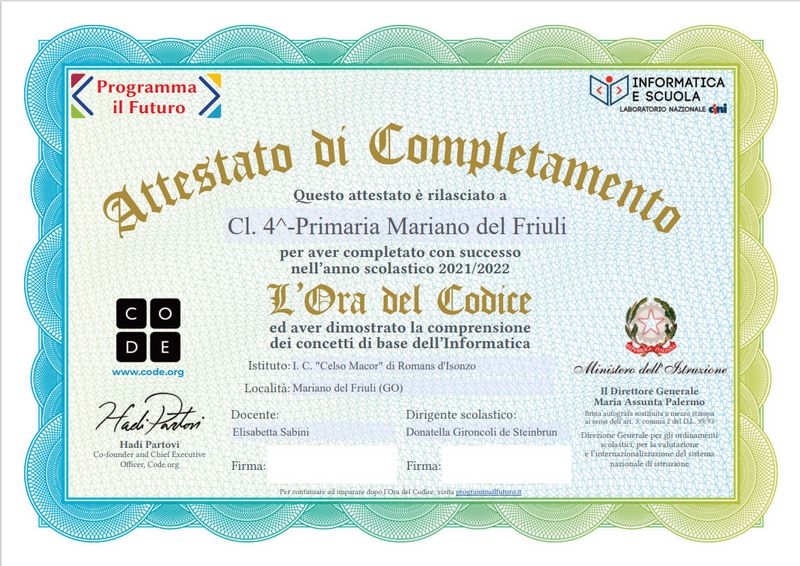 Programma
il Futuro
INFORMATICA
E SCUOLA
LABORATORIO NAZIONALE cini
Attestato di Completamento
Questo attestato è rilasciato a
Cl. 4^-Primaria Mariano del Friuli
per aver completato con successo
nell'anno scolastico 2021/2022
L'Ora del Codice
ed aver dimostrato la comprensione
dei concetti di base dell'Informatica
CODE
www.code.org
Istituto: I. C. "Celso Macor" di Romans d'Isonzo
Località: Mariano del Friuli (GO)
Docente:
Elisabetta Sabini
Firma:
Dirigente scolastico:
Donatella Gironcoli de Steinbrun
Firma:
Hadi Partovi
Hadi Partovi
Co-founder and Chief Executive
Officer, Code.org
REPVBBLICA ITALIANA
Ministero dell'Istruzione
Il Direttore Generale
Maria Assunta Palermo
firma autografa sostituita a mezzo stampa
ai sensi dell'art. 3. comma 2 del D.L. 39.93
Direzione Generale per gli ordinamenti
scolastici, per la valutazione
e l'internazionalizzazione del sistema
nazionale di istruzione
Per continuare ad imparare dopo l'Ora del Codice, visita programmailfuturo.it